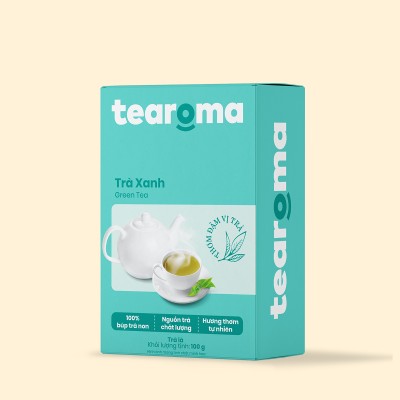 tearoma
Trà Xanh
Green Tea
THƠM ĐẬM VỊ TRÀ
100%
búp trà non
Nguồn trà
chất lượng
Hương thơm
tự nhiên
Trà lá
Khối lượng tịnh: 100 g
tearoma